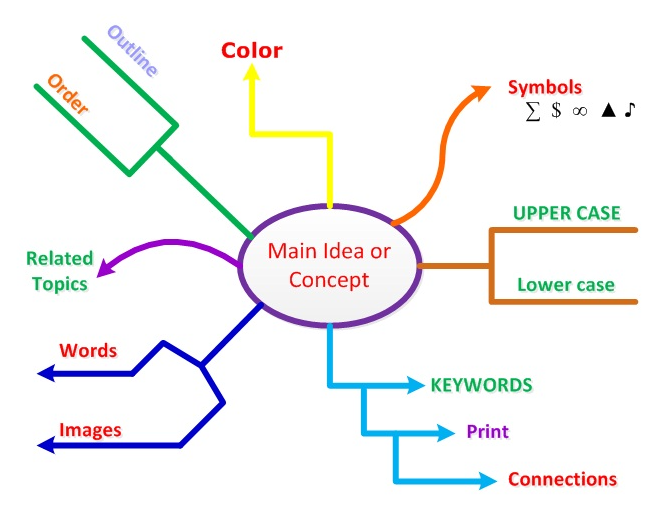 Outline
Order
Color
Symbols
∑ $ ∞ ▲ ♪
UPPER CASE
Lower case
Main Idea or
Concept
Related
Topics
Words
Images
KEYWORDS
Print
Connections